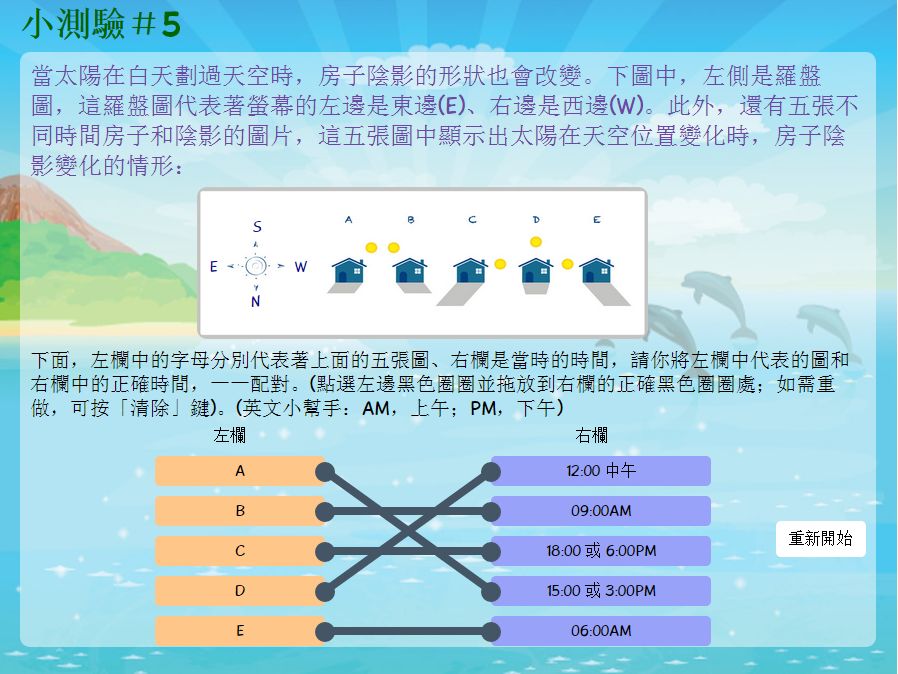 小測驗＃5
當太陽在白天劃過天空時，房子陰影的形狀也會改變。下圖中，左側是羅盤
圖，這羅盤圖代表著螢幕的左邊是東邊(E)、右邊是西邊(W)。此外，還有五張不
同時間房子和陰影的圖片，這五張圖中顯示出太陽在天空位置變化時，房子陰
影變化的情形：
A B C D E
S
E W
N
下面，左欄中的字母分別代表著上面的五張圖、右欄是當時的時間，請你將左欄中代表的圖和
右欄中的正確時間，一一配對。(點選左邊黑色圈圈並拖放到右欄的正確黑色圈圈處；如需重
做，可按「清除」鍵)。(英文小幫手：AM，上午；PM，下午)
左欄 右欄
A 12:00 中午
B 09:00AM
C 18:00 或 6:00PM
重新開始
D 15:00 或 3:00PM
E 06:00AM